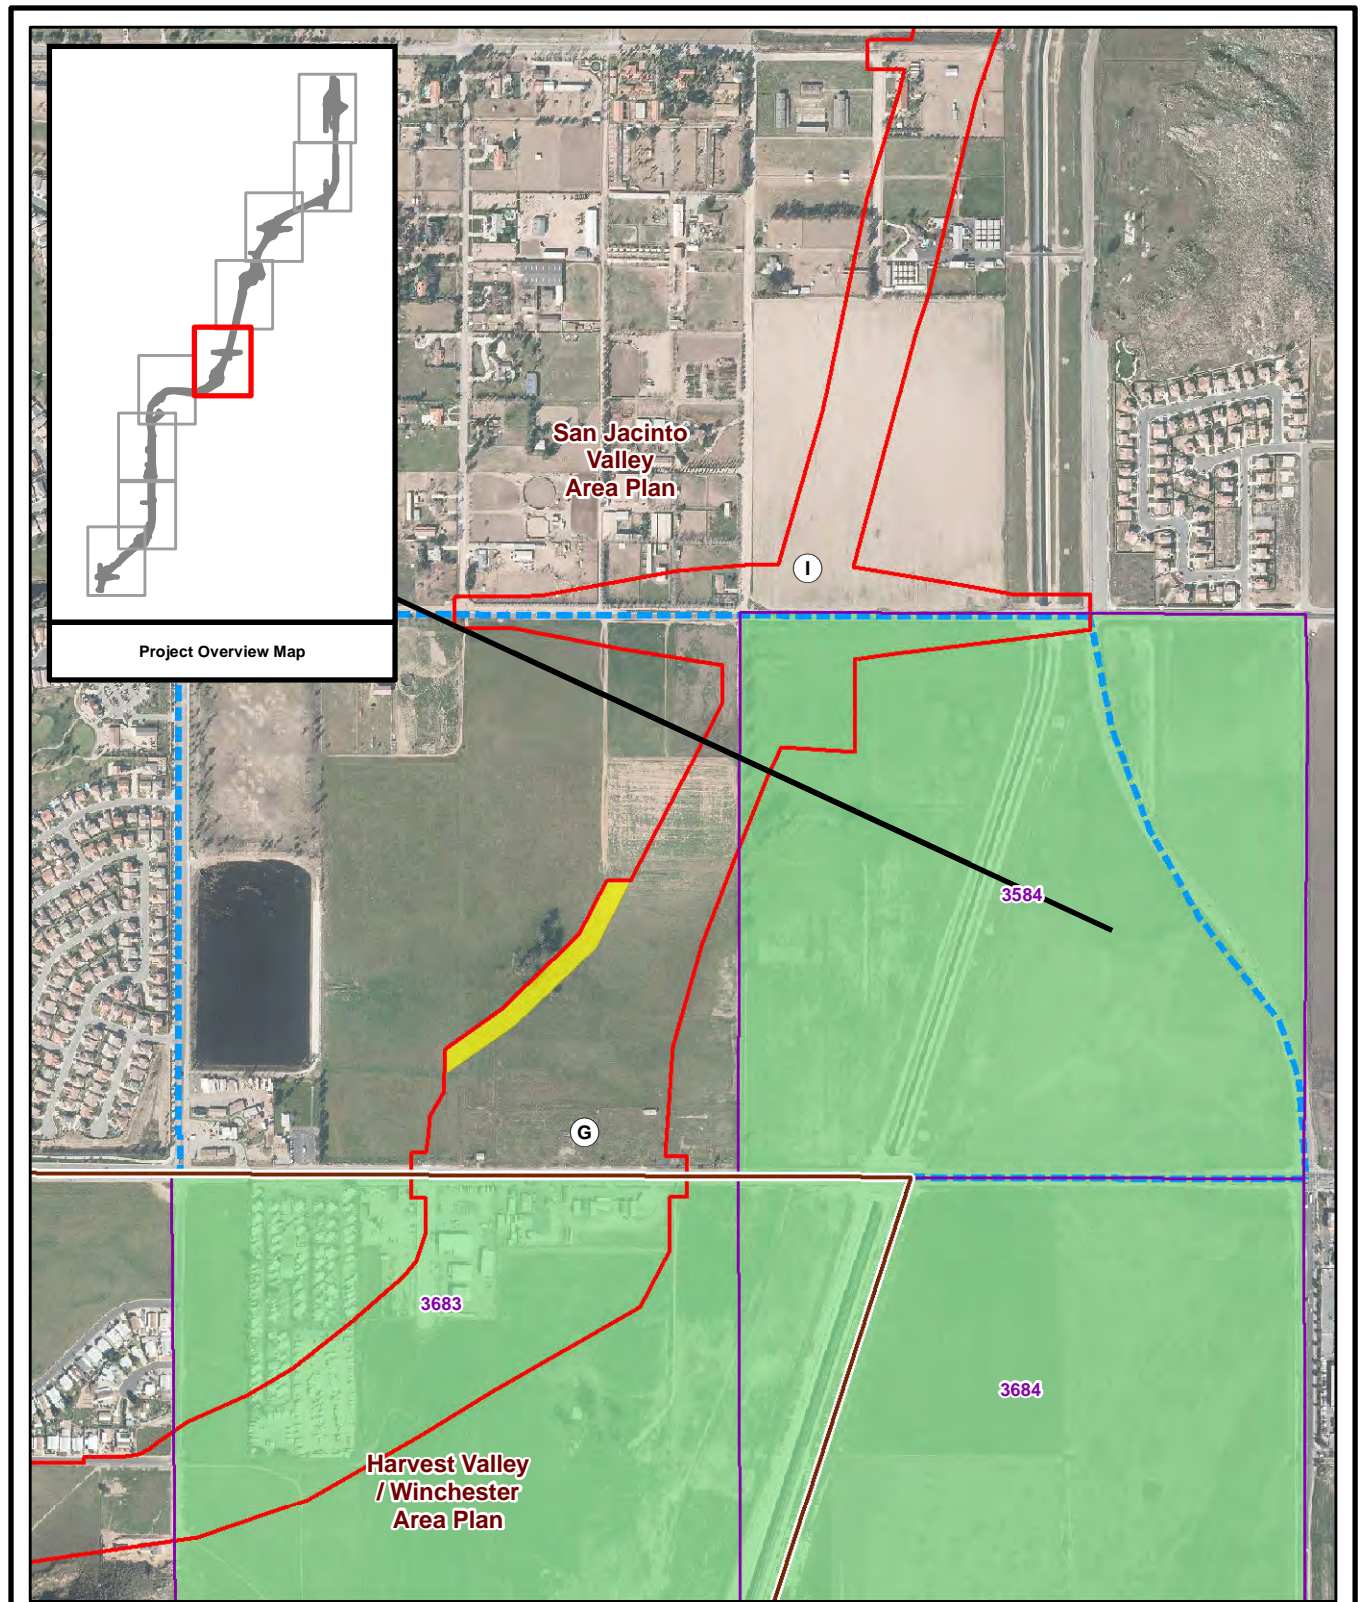 San Jacinto
Valley
Area Plan
I
Project Overview Map
3584
G
3683
3684
Harvest Valley
/ Winchester
Area Plan